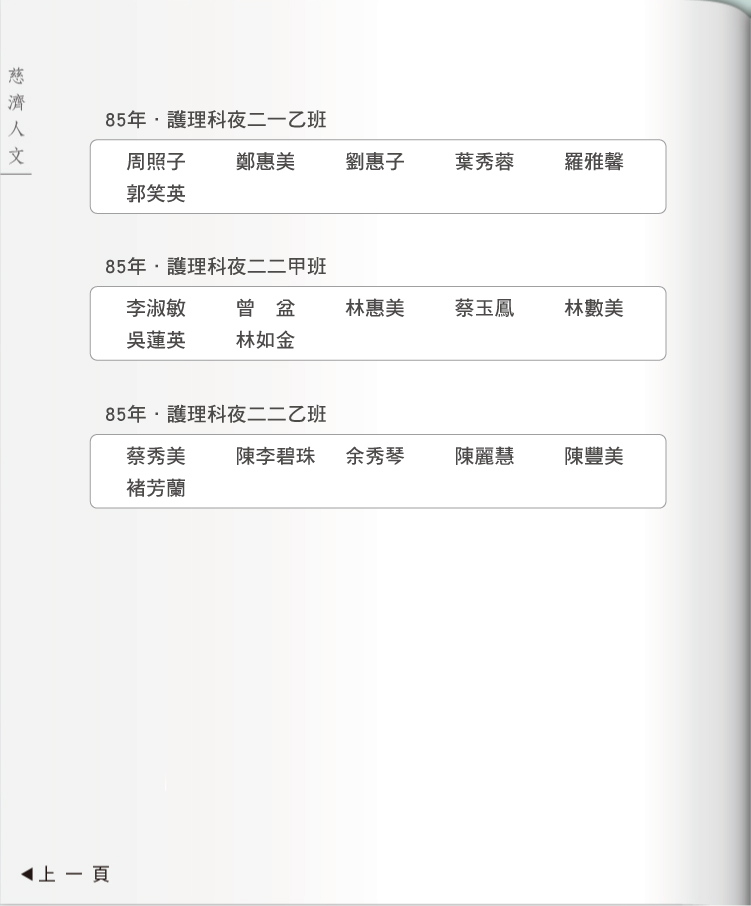 慈濟人文
85年．護理科夜二一乙班
周照子 鄭惠美 劉惠子 葉秀蓉 羅雅馨
郭笑英
85年．護理科夜二二甲班
李淑敏 曾　盆 林惠美 蔡玉鳳 林數美
吳蓮英 林如金
85年．護理科夜二二乙班
蔡秀美 陳李碧珠 余秀琴 陳麗慧 陳豐美
褚芳蘭
◀上一頁